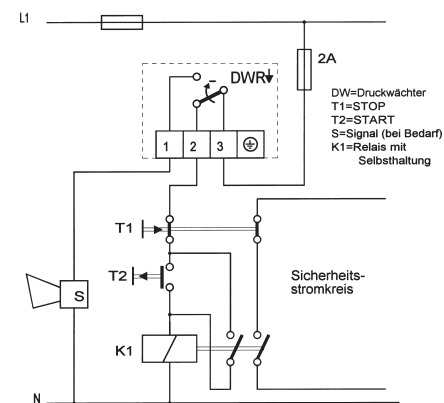 L1
2A
DWR
DW=Druckwächter
T1=STOP
T2=START
S=Signal (bei Bedarf)
K1=Relais mit
Selbsthaltung
1 2 3
T1
T2
Sicherheits-
stromkreis
S
K1
N